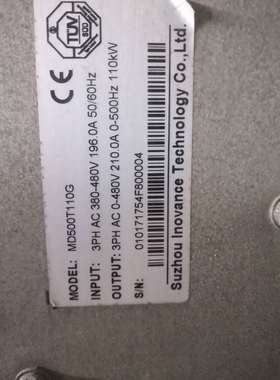 TÜV
SÜD
CE
MODEL: MD500T110G
INPUT: 3PH AC 380-480V 196.0A 50/60Hz
OUTPUT: 3PH AC 0-480V 210.0A 0-500Hz 110kW
S/N: 010171754F800004
Suzhou Inovance Technology Co.,Ltd.